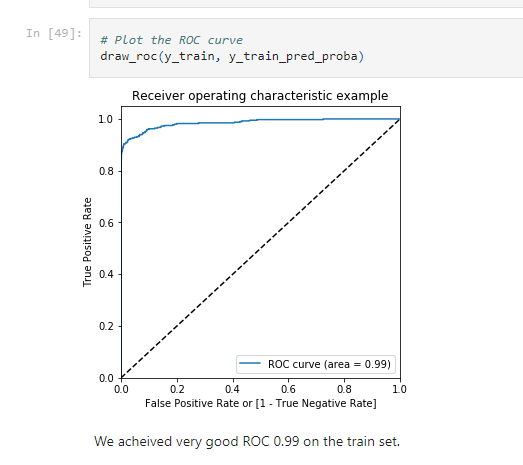 In [49]:
# Plot the ROC curve
draw_roc(y_train, y_train_pred_proba)
Receiver operating characteristic example
1.0
0.8
0.6
0.4
0.2
0.0
True Positive Rate
ROC curve (area = 0.99)
0.0 0.2 0.4 0.6 0.8 1.0
False Positive Rate or [1 - True Negative Rate]
We acheived very good ROC 0.99 on the train set.